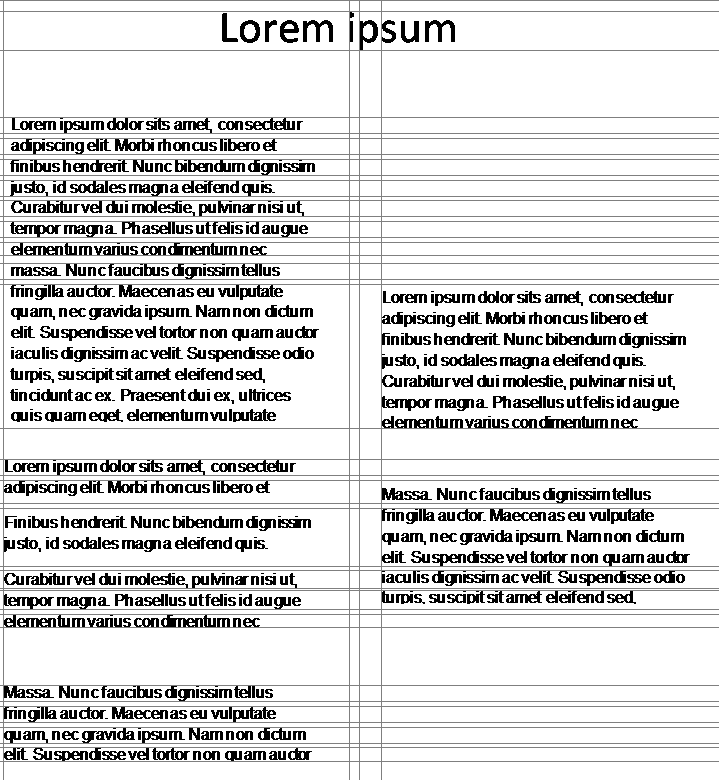 Lorem ipsum
Lorem ipsum dolor sits amet, consectetur
adipiscing elit. Morbi rhoncus libero et
finibus hendrerit. Nunc bibendum dignissim
justo, id sodales magna eleifend quis.
Curabitur vel dui molestie, pulvinar nisi ut,
tempor magna. Phasellus ut felis id augue
elementum varius condimentum nec
massa. Nunc faucibus dignissim tellus
fringilla auctor. Maecenas eu vulputate
quam, nec gravida ipsum. Nam non dictum
elit. Suspendisse vel tortor non quam auctor
iaculis dignissim ac velit. Suspendisse odio
turpis, suscipit sit amet eleifend sed,
tincidunt ac ex. Praesent dui ex, ultrices
quis quam eget, elementum vulputate
Lorem ipsum dolor sits amet, consectetur
adipiscing elit. Morbi rhoncus libero et
Finibus hendrerit. Nunc bibendum dignissim
justo, id sodales magna eleifend quis.
Curabitur vel dui molestie, pulvinar nisi ut,
tempor magna. Phasellus ut felis id augue
elementum varius condimentum nec
Massa. Nunc faucibus dignissim tellus
fringilla auctor. Maecenas eu vulputate
quam, nec gravida ipsum. Nam non dictum
elit. Suspendisse vel tortor non quam auctor
Lorem ipsum dolor sits amet, consectetur
adipiscing elit. Morbi rhoncus libero et
finibus hendrerit. Nunc bibendum dignissim
justo, id sodales magna eleifend quis.
Curabitur vel dui molestie, pulvinar nisi ut,
tempor magna. Phasellus ut felis id augue
elementum varius condimentum nec
Massa. Nunc faucibus dignissim tellus
fringilla auctor. Maecenas eu vulputate
quam, nec gravida ipsum. Nam non dictum
elit. Suspendisse vel tortor non quam auctor
iaculis dignissim ac velit. Suspendisse odio
turpis, suscipit sit amet eleifend sed,